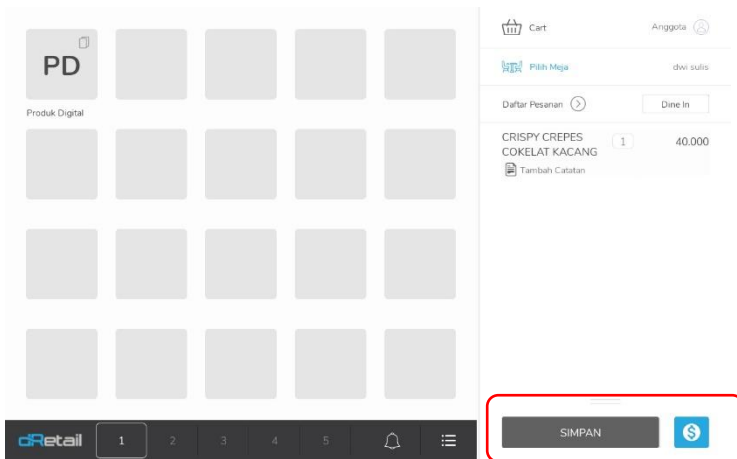 PD
Produk Digital
Cart
Anggota
Pilih Meja
dwi sulis
Daftar Pesanan
Dine In
CRISPY CREPES
COKELAT KACANG
1
40.000
Tambah Catatan
SIMPAN
dRetail
1
2
3
4
5